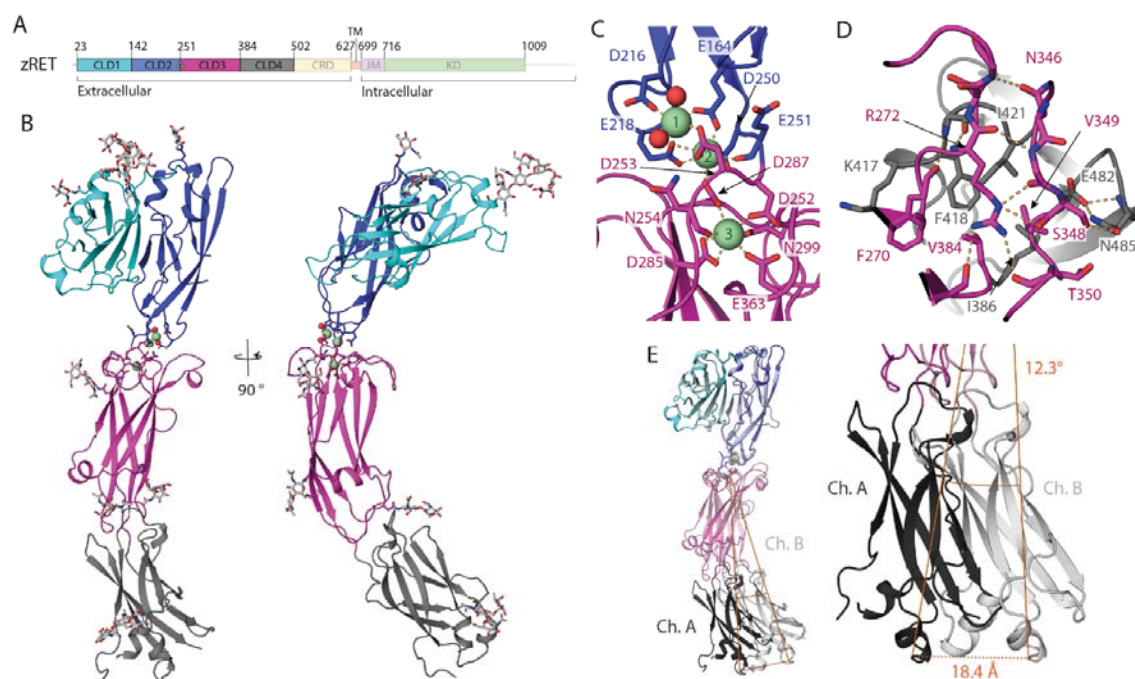 A
TM
23 142 251 384 502 627 699 716 1009
zRET CLD1 CLD2 CLD3 CLD4 CRD JM KD
Extracellular Intracellular
B
90 °
C
D216
E164
D250
E218
E251
1
2
D253
D287
N254
D252
3
N299
D285
E363
D
N346
R272
I421
V349
K417
E482
F418
S348
V384
N485
F270
T350
I386
E
Ch. B
Ch. A
12.3°
Ch. A
Ch. B
18.4 Å